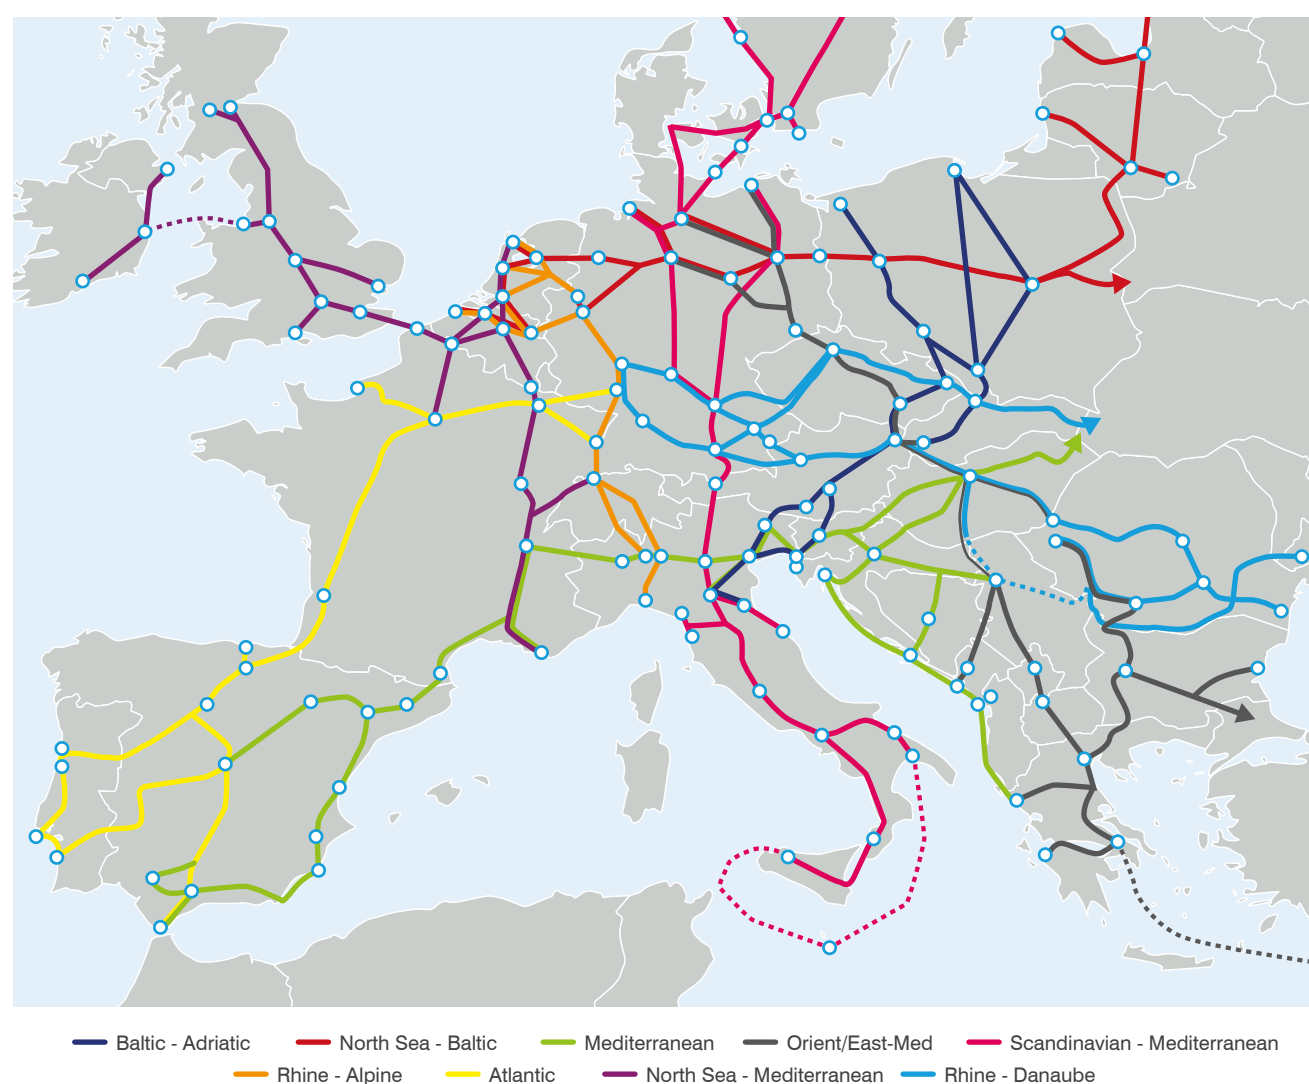 Baltic - Adriatic North Sea - Baltic Mediterranean Orient/East-Med Scandinavian - Mediterranean
Rhine - Alpine Atlantic North Sea - Mediterranean Rhine - Danaube